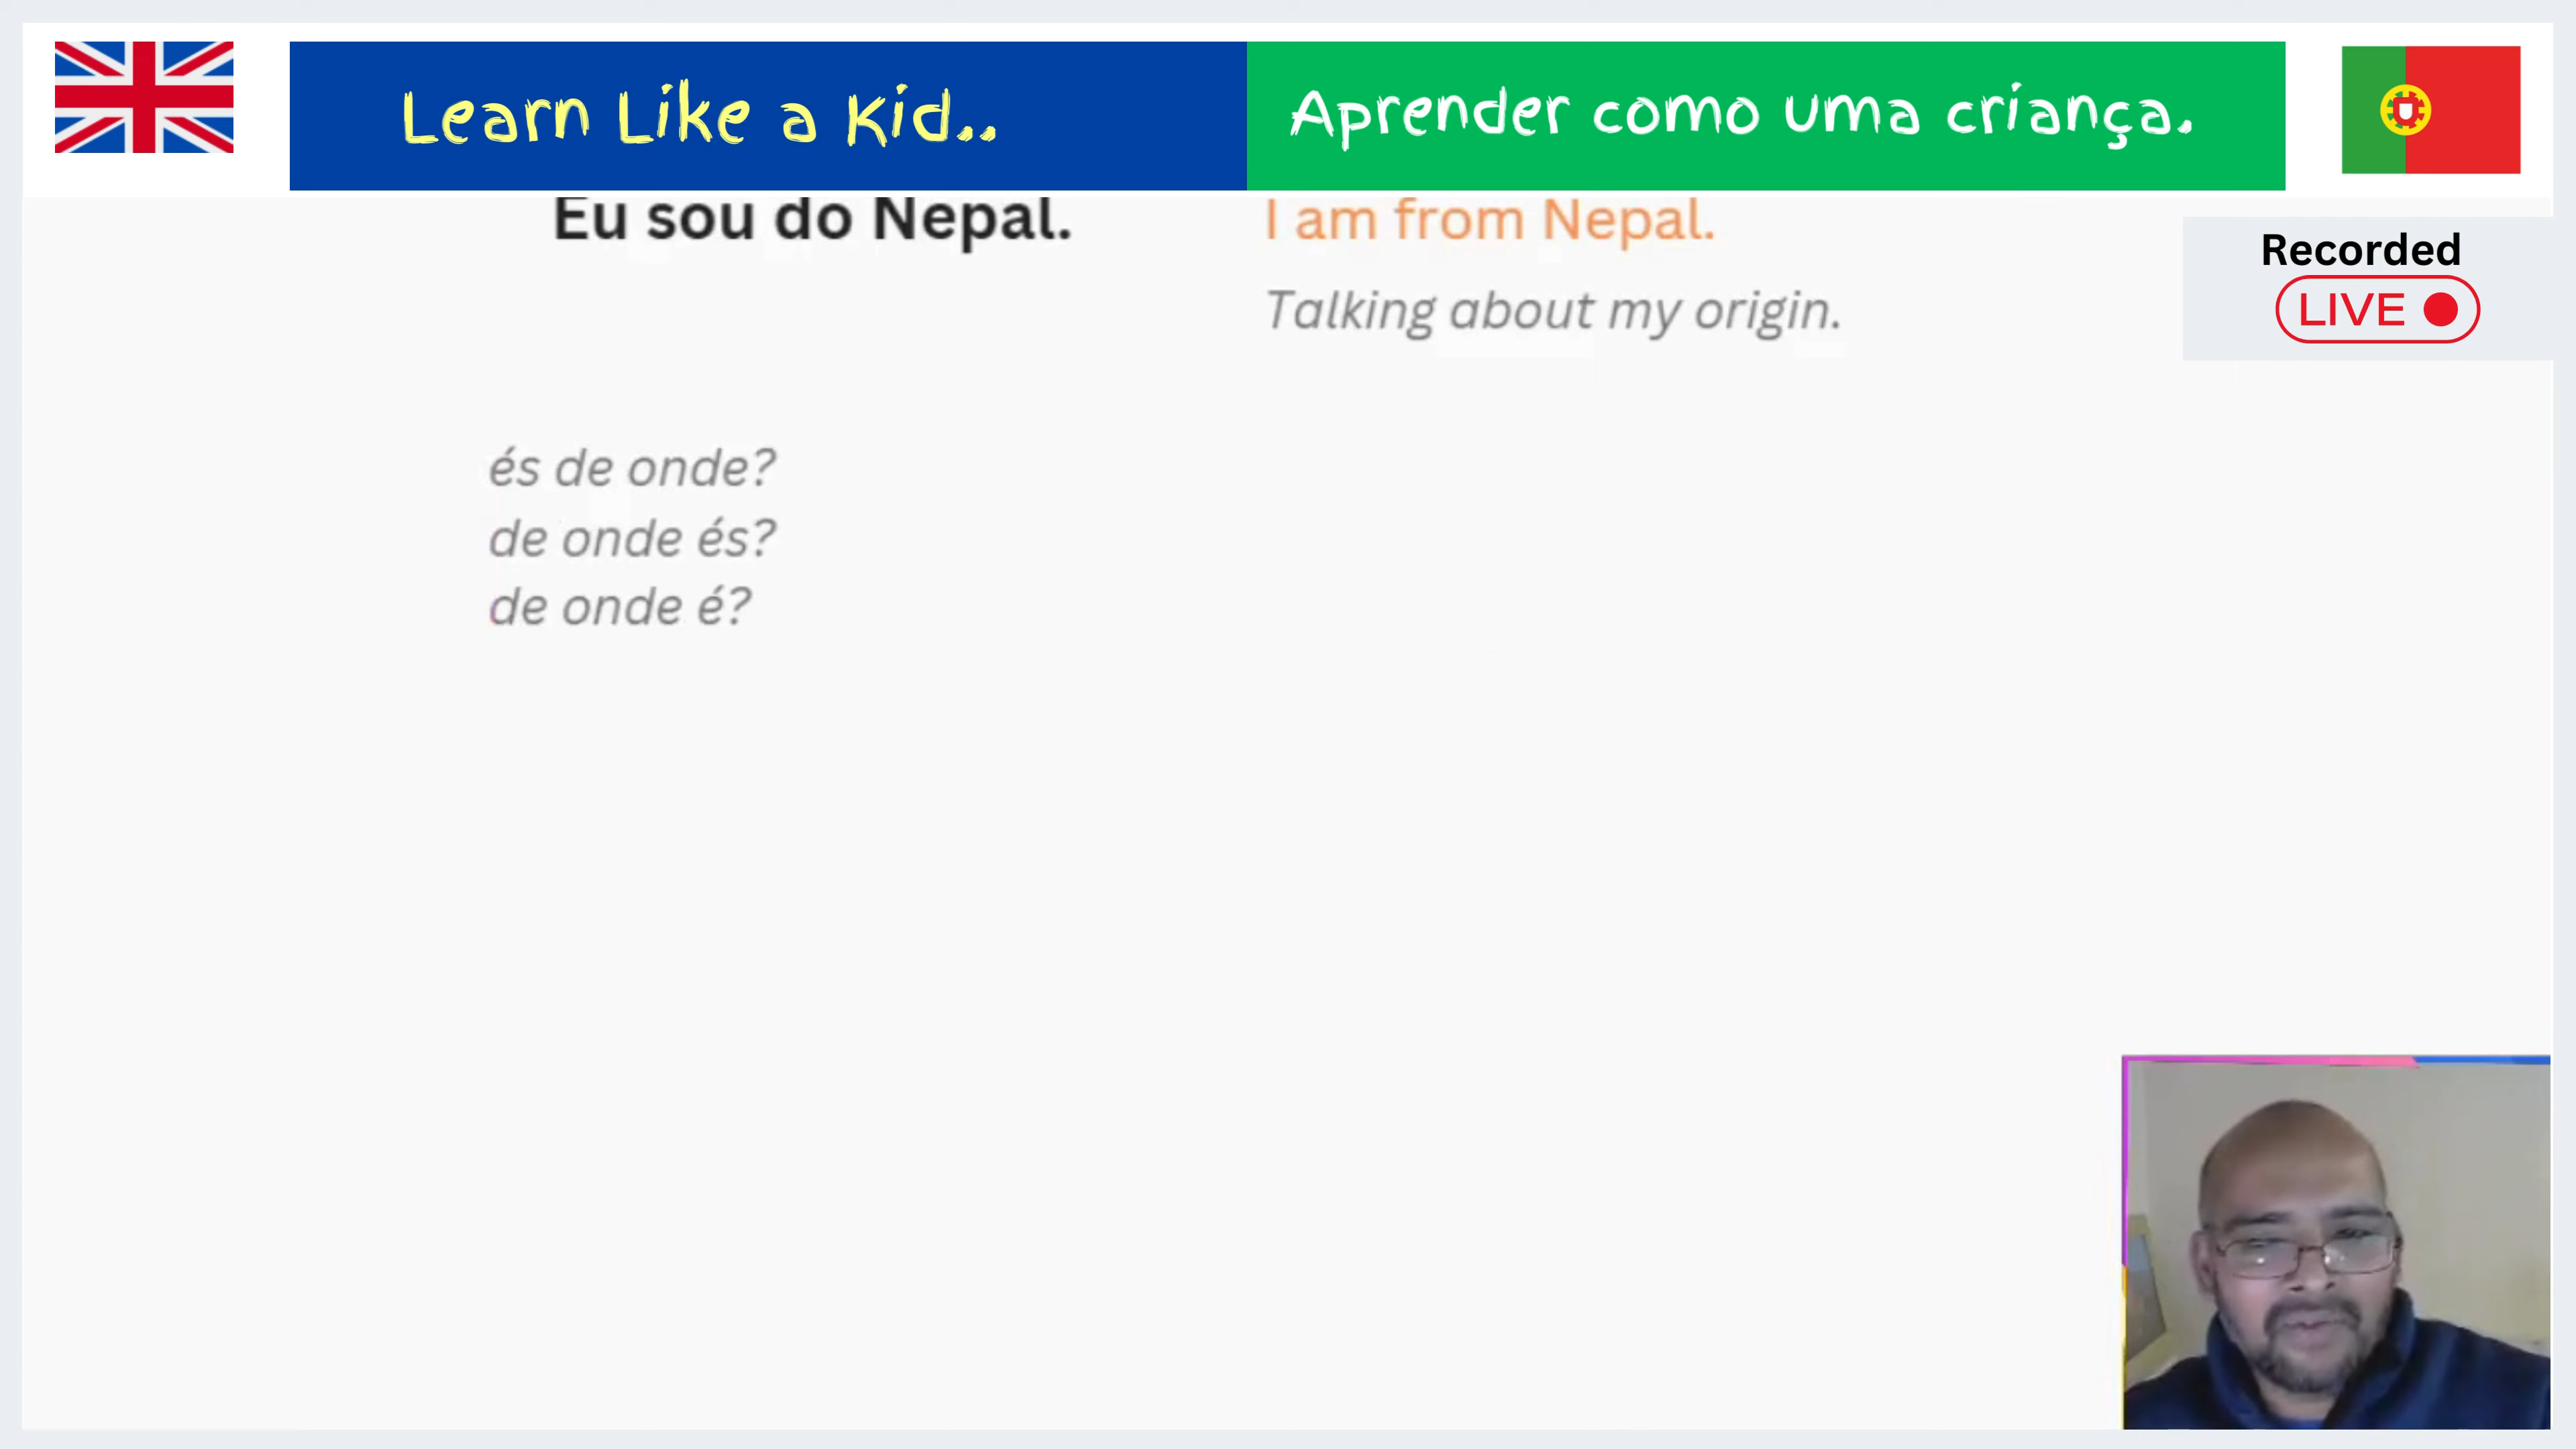 Learn Like a Kid..
Aprender como uma criança.
Eu sou do Nepal.
I am from Nepal.
Recorded
LIVE
Talking about my origin.
és de onde?
de onde és?
de onde é?